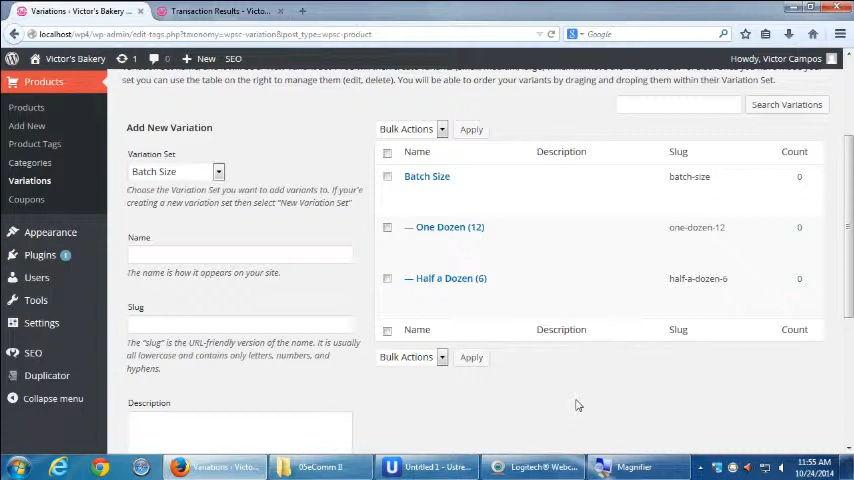 Variations ‹ Victor's Bakery ...
Transaction Results - Victo...
localhost/wp4/wp-admin/edit-tags.php?taxonomy=wpsc-variation&post_type=wpsc-product
Google
Victor's Bakery
1
0
New
SEO
Howdy, Victor Campos
Products
Products
Add New
Product Tags
Categories
Variations
Coupons
Appearance
Plugins 1
Users
Tools
Settings
SEO
Duplicator
Collapse menu
set you can use the table on the right to manage them (edit, delete). You will be able to order your variants by draging and droping them within their Variation Set.
Search Variations
Add New Variation
Variation Set
Batch Size
Choose the Variation Set you want to add variants to. If your'e
creating a new variation set then select "New Variation Set"
Name
The name is how it appears on your site.
Slug
The "slug" is the URL-friendly version of the name. It is usually
all lowercase and contains only letters, numbers, and
hyphens.
Description
Bulk Actions Apply
Name Description Slug Count
Batch Size batch-size 0
— One Dozen (12) one-dozen-12 0
— Half a Dozen (6) half-a-dozen-6 0
Name Description Slug Count
Bulk Actions Apply
Variations ‹ Victo...
05eComm II
Untitled 1 - Ustre...
Logitech® Webc...
Magnifier
11:55 AM
10/24/2014